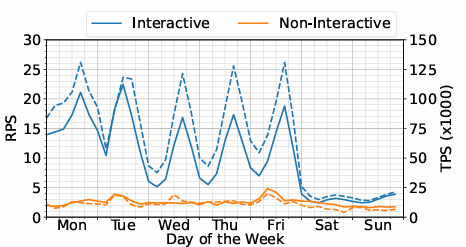 Interactive Non-Interactive
30 150
25 125
20 100
15 75
10 50
5 25
0 0
RPS
TPS (x1000)
Mon Tue Wed Thu Fri Sat Sun
Day of the Week